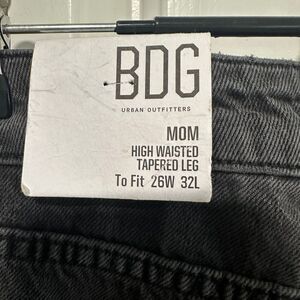 BDG
URBAN OUTFITTERS
MOM
HIGH WAISTED
TAPERED LEG
To Fit 26W 32L